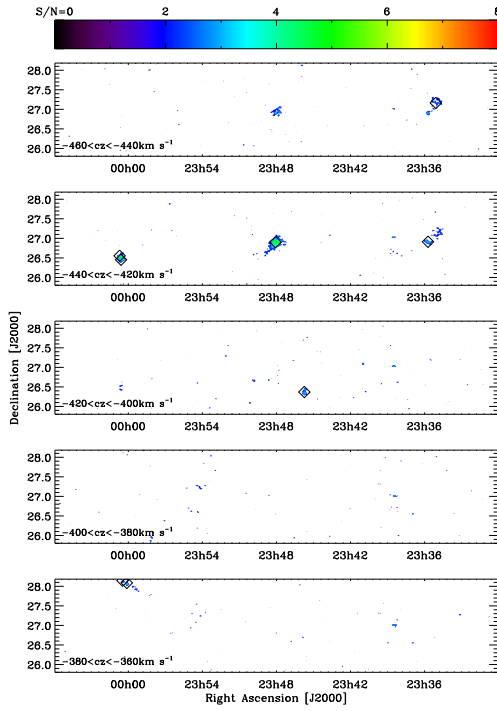 S/N=0 2 4 6 8
28.0
27.5
27.0
26.5
26.0
-460<cz<-440km s⁻¹
00h00 23h54 23h48 23h42 23h36
28.0
27.5
27.0
26.5
26.0
-440<cz<-420km s⁻¹
00h00 23h54 23h48 23h42 23h36
Declination [J2000]
28.0
27.5
27.0
26.5
26.0
-420<cz<-400km s⁻¹
00h00 23h54 23h48 23h42 23h36
28.0
27.5
27.0
26.5
26.0
-400<cz<-380km s⁻¹
00h00 23h54 23h48 23h42 23h36
28.0
27.5
27.0
26.5
26.0
-380<cz<-360km s⁻¹
00h00 23h54 23h48 23h42 23h36
Right Ascension [J2000]